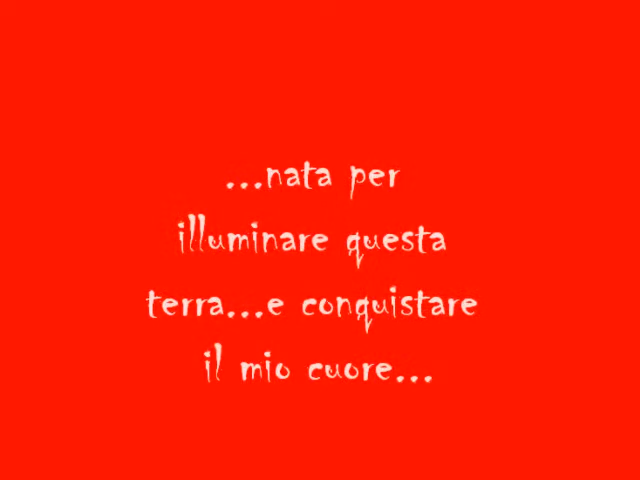 ...nata per
illuminare questa
terra...e conquistare
il mio cuore...